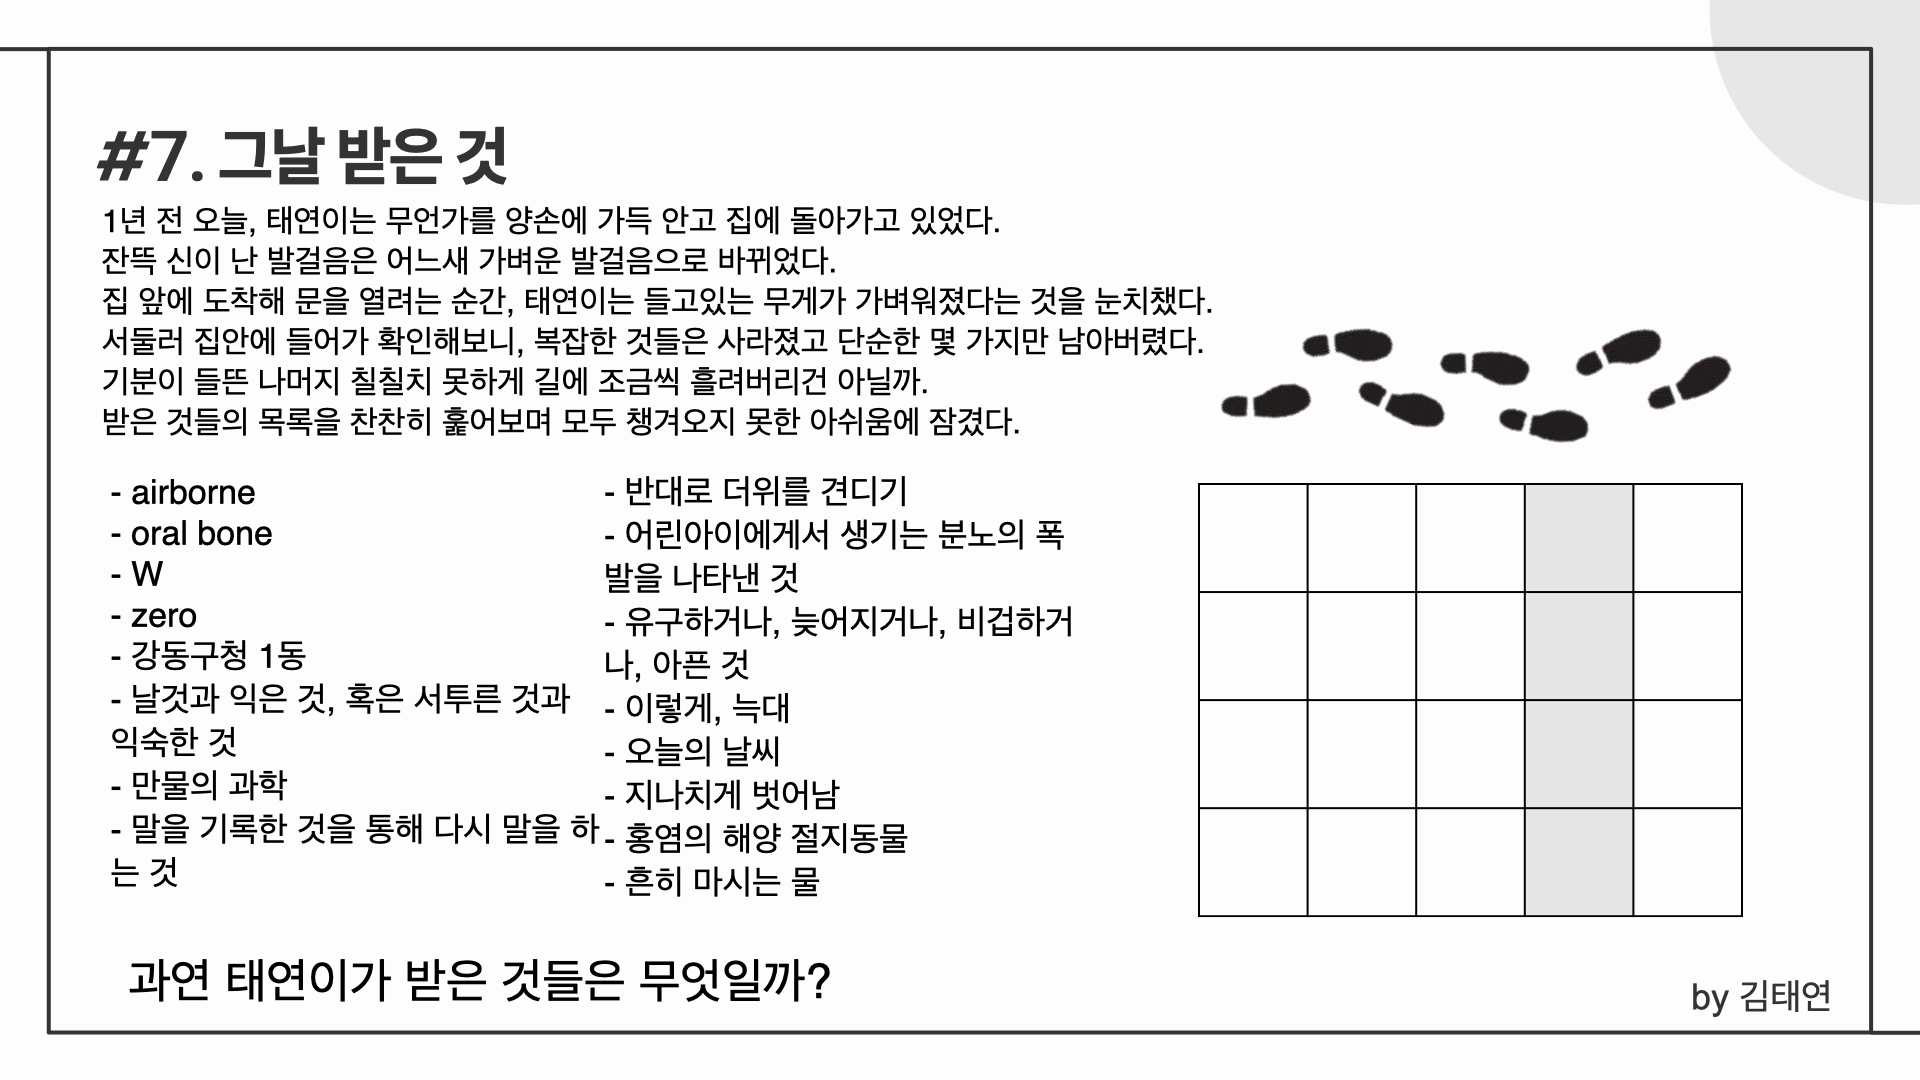 #7. 그날 받은 것
1년 전 오늘, 태연이는 무언가를 양손에 가득 안고 집에 돌아가고 있었다.
잔뜩 신이 난 발걸음은 어느새 가벼운 발걸음으로 바뀌었다.
집 앞에 도착해 문을 열려는 순간, 태연이는 들고있는 무게가 가벼워졌다는 것을 눈치챘다.
서둘러 집안에 들어가 확인해보니, 복잡한 것들은 사라졌고 단순한 몇 가지만 남아버렸다.
기분이 들뜬 나머지 칠칠치 못하게 길에 조금씩 흘려버리건 아닐까.
받은 것들의 목록을 찬찬히 훑어보며 모두 챙겨오지 못한 아쉬움에 잠겼다.
- airborne
- oral bone
- W
- zero
- 강동구청 1동
- 날것과 익은 것, 혹은 서투른 것과
익숙한 것
- 만물의 과학
- 말을 기록한 것을 통해 다시 말을 하
는 것
- 반대로 더위를 견디기
- 어린아이에게서 생기는 분노의 폭
발을 나타낸 것
- 유구하거나, 늦어지거나, 비겁하거
나, 아픈 것
- 이렇게, 늑대
- 오늘의 날씨
- 지나치게 벗어남
- 홍염의 해양 절지동물
- 흔히 마시는 물
과연 태연이가 받은 것들은 무엇일까?
by 김태연